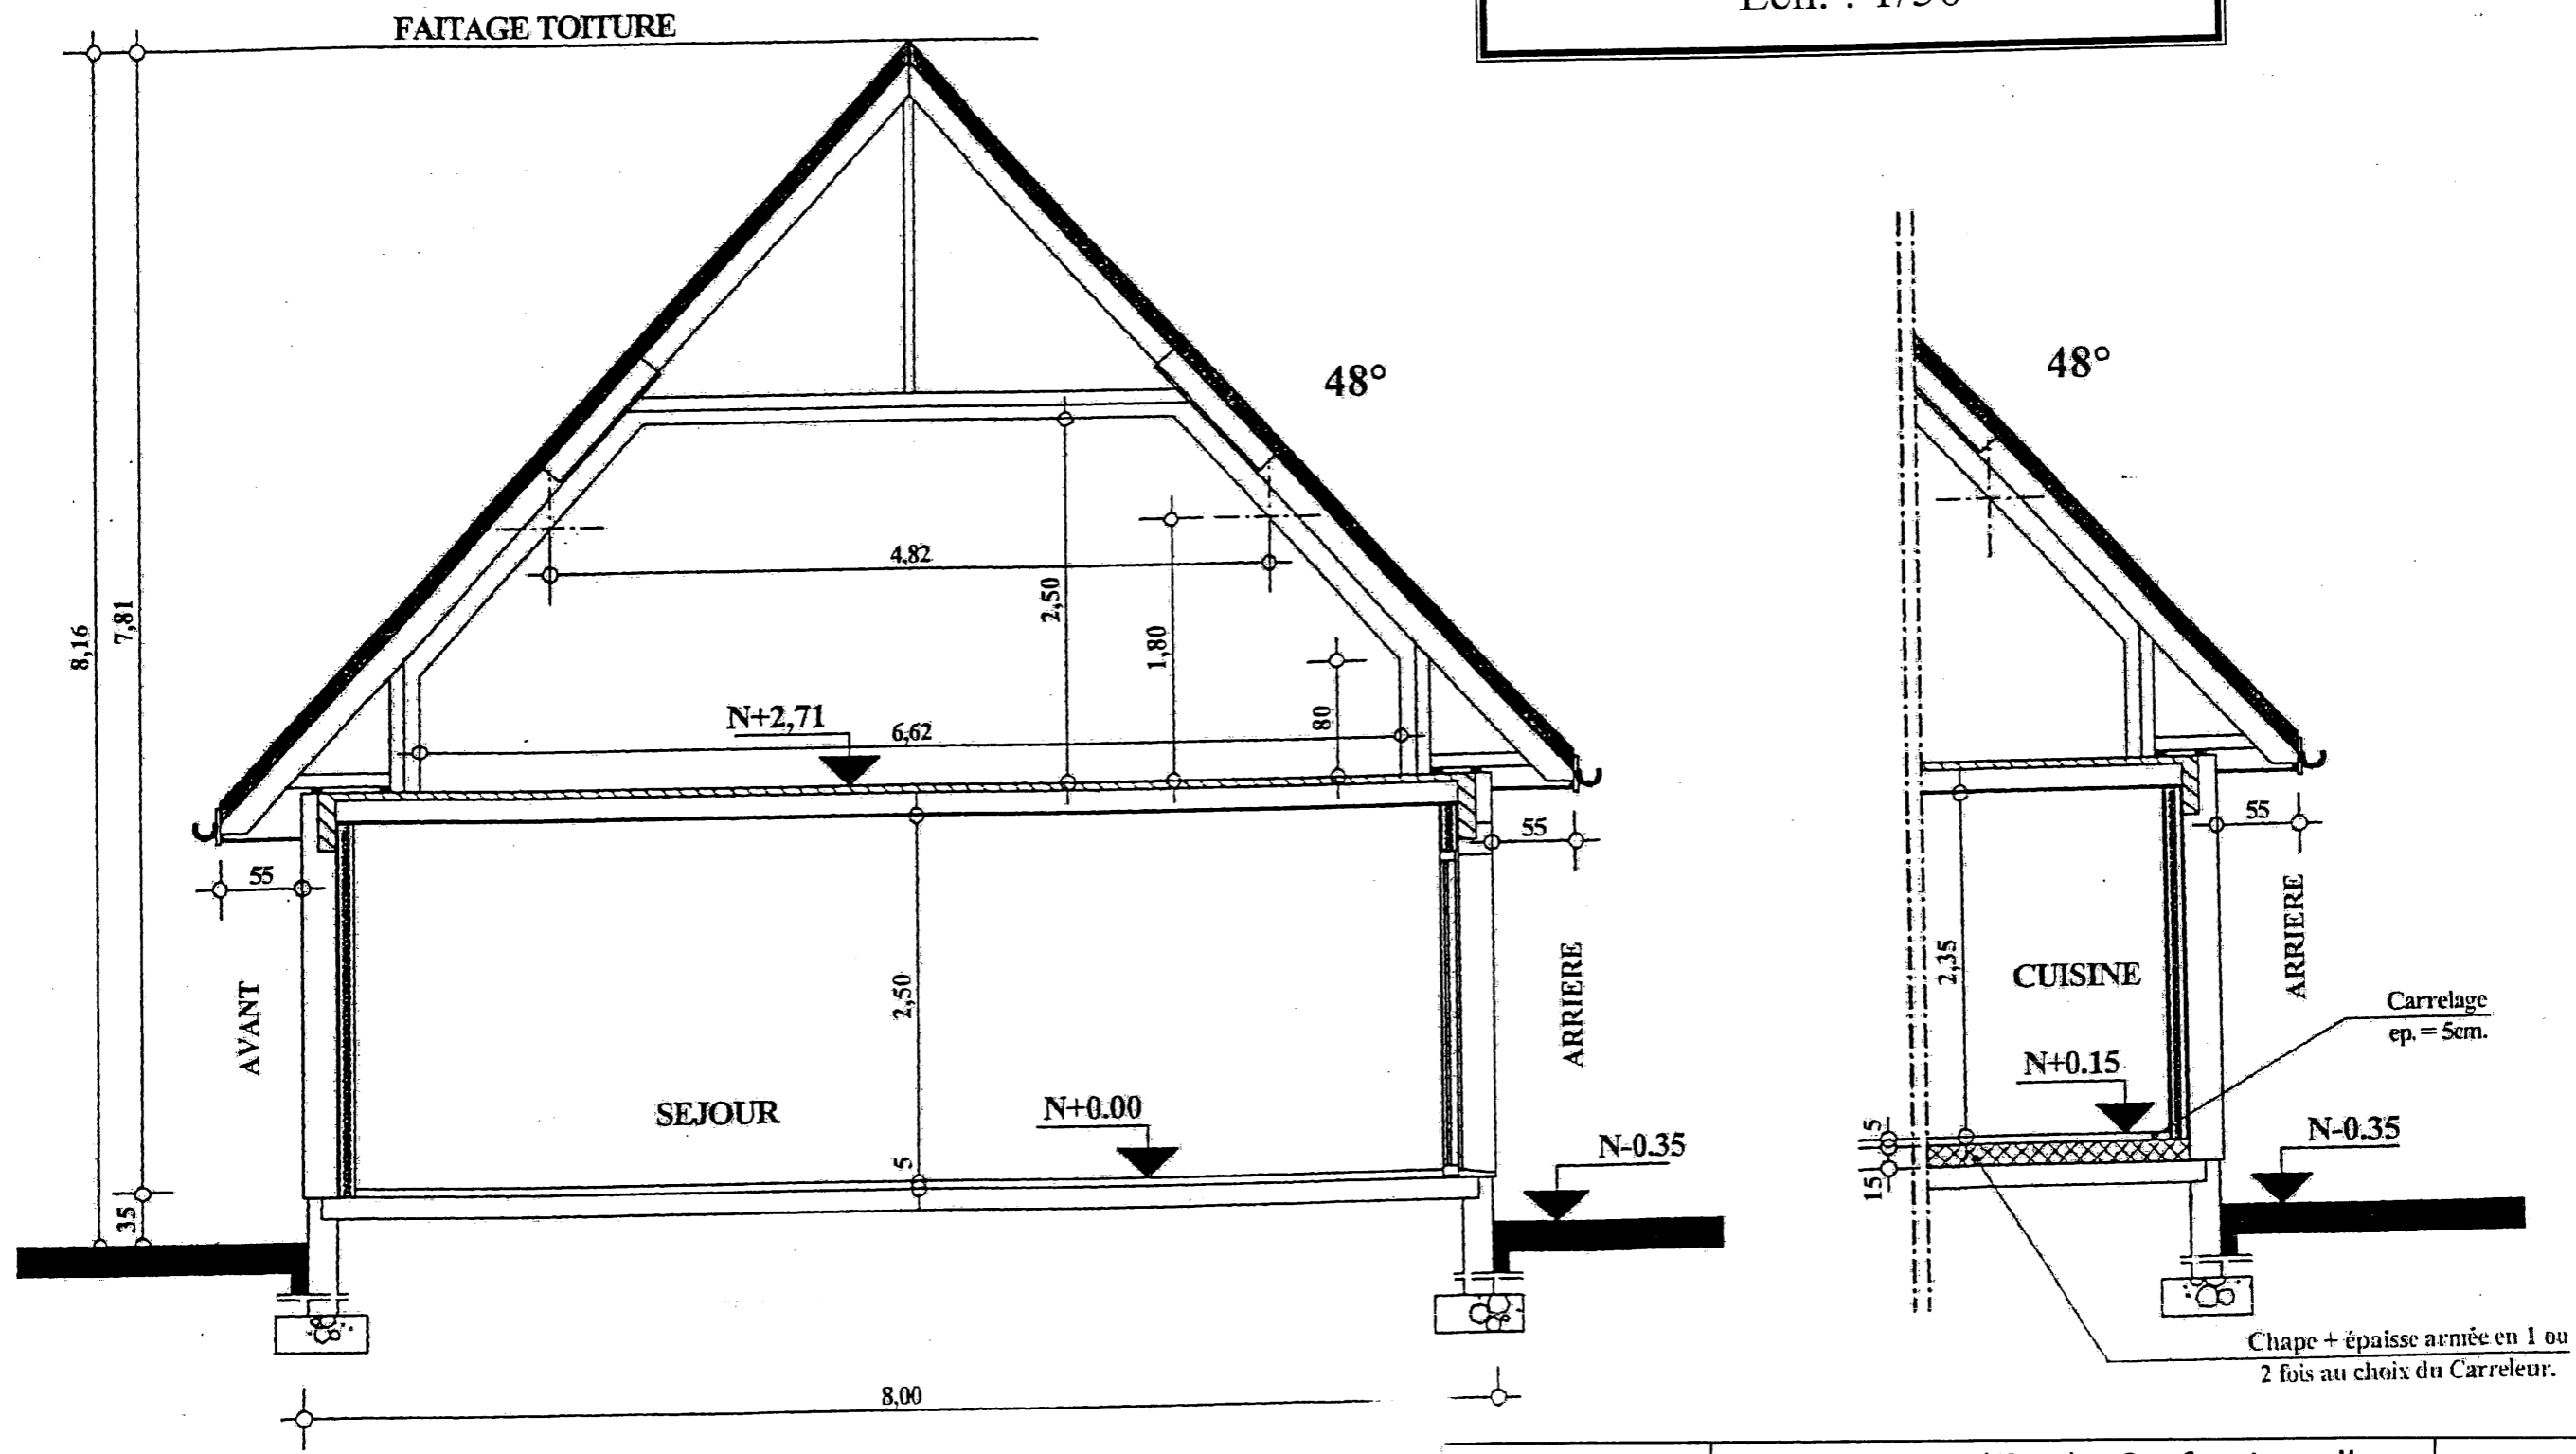 FAITAGE TOITURE
48°
48°
8,16
7,81
4,82
2,50
1,80
80
N+2,71
6,62
55
55
55
AVANT
2,50
ARRIERE
2,35
CUISINE
ARRIERE
Carrelage
ep. = 5cm.
SEJOUR
N+0.00
N-0.35
N+0.15
N-0.35
5
5
35
15
Chape + épaisse armée en 1 ou
2 fois au choix du Carreleur.
8,00